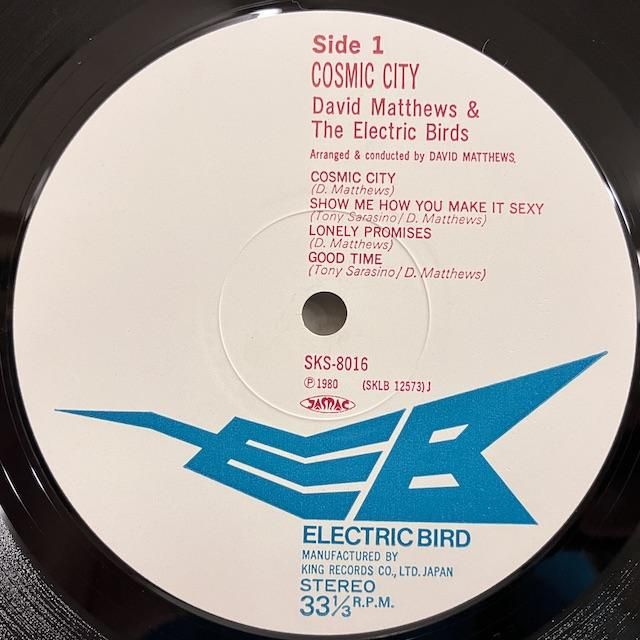 Side 1
COSMIC CITY
David Matthews &
The Electric Birds
Arranged & conducted by DAVID MATTHEWS.
COSMIC CITY
(D. Matthews)
SHOW ME HOW YOU MAKE IT SEXY
(Tony Sarasino/D. Matthews)
LONELY PROMISES
(D. Matthews)
GOOD TIME
(Tony Sarasino/D. Matthews)
SKS-8016
Ⓟ1980 (SKLB 12573)J
JASRAC
EB
ELECTRIC BIRD
MANUFACTURED BY
KING RECORDS CO., LTD. JAPAN
STEREO
33⅓ R.P.M.